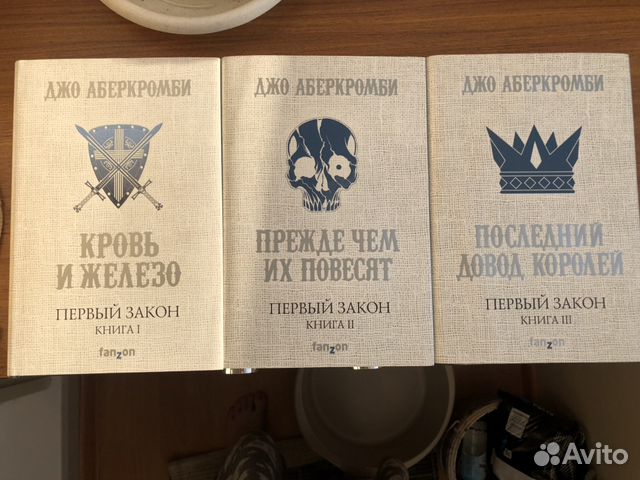 ДЖО АБЕРКРОМБИ
КРОВЬ
И ЖЕЛЕЗО
ПЕРВЫЙ ЗАКОН
КНИГА I
fanzon
ДЖО АБЕРКРОМБИ
ПРЕЖДЕ ЧЕМ
ИХ ПОВЕСЯТ
ПЕРВЫЙ ЗАКОН
КНИГА II
fanzon
ДЖО АБЕРКРОМБИ
ПОСЛЕДНИЙ
ДОВОД КОРОЛЕЙ
ПЕРВЫЙ ЗАКОН
КНИГА III
fanzon
Avito